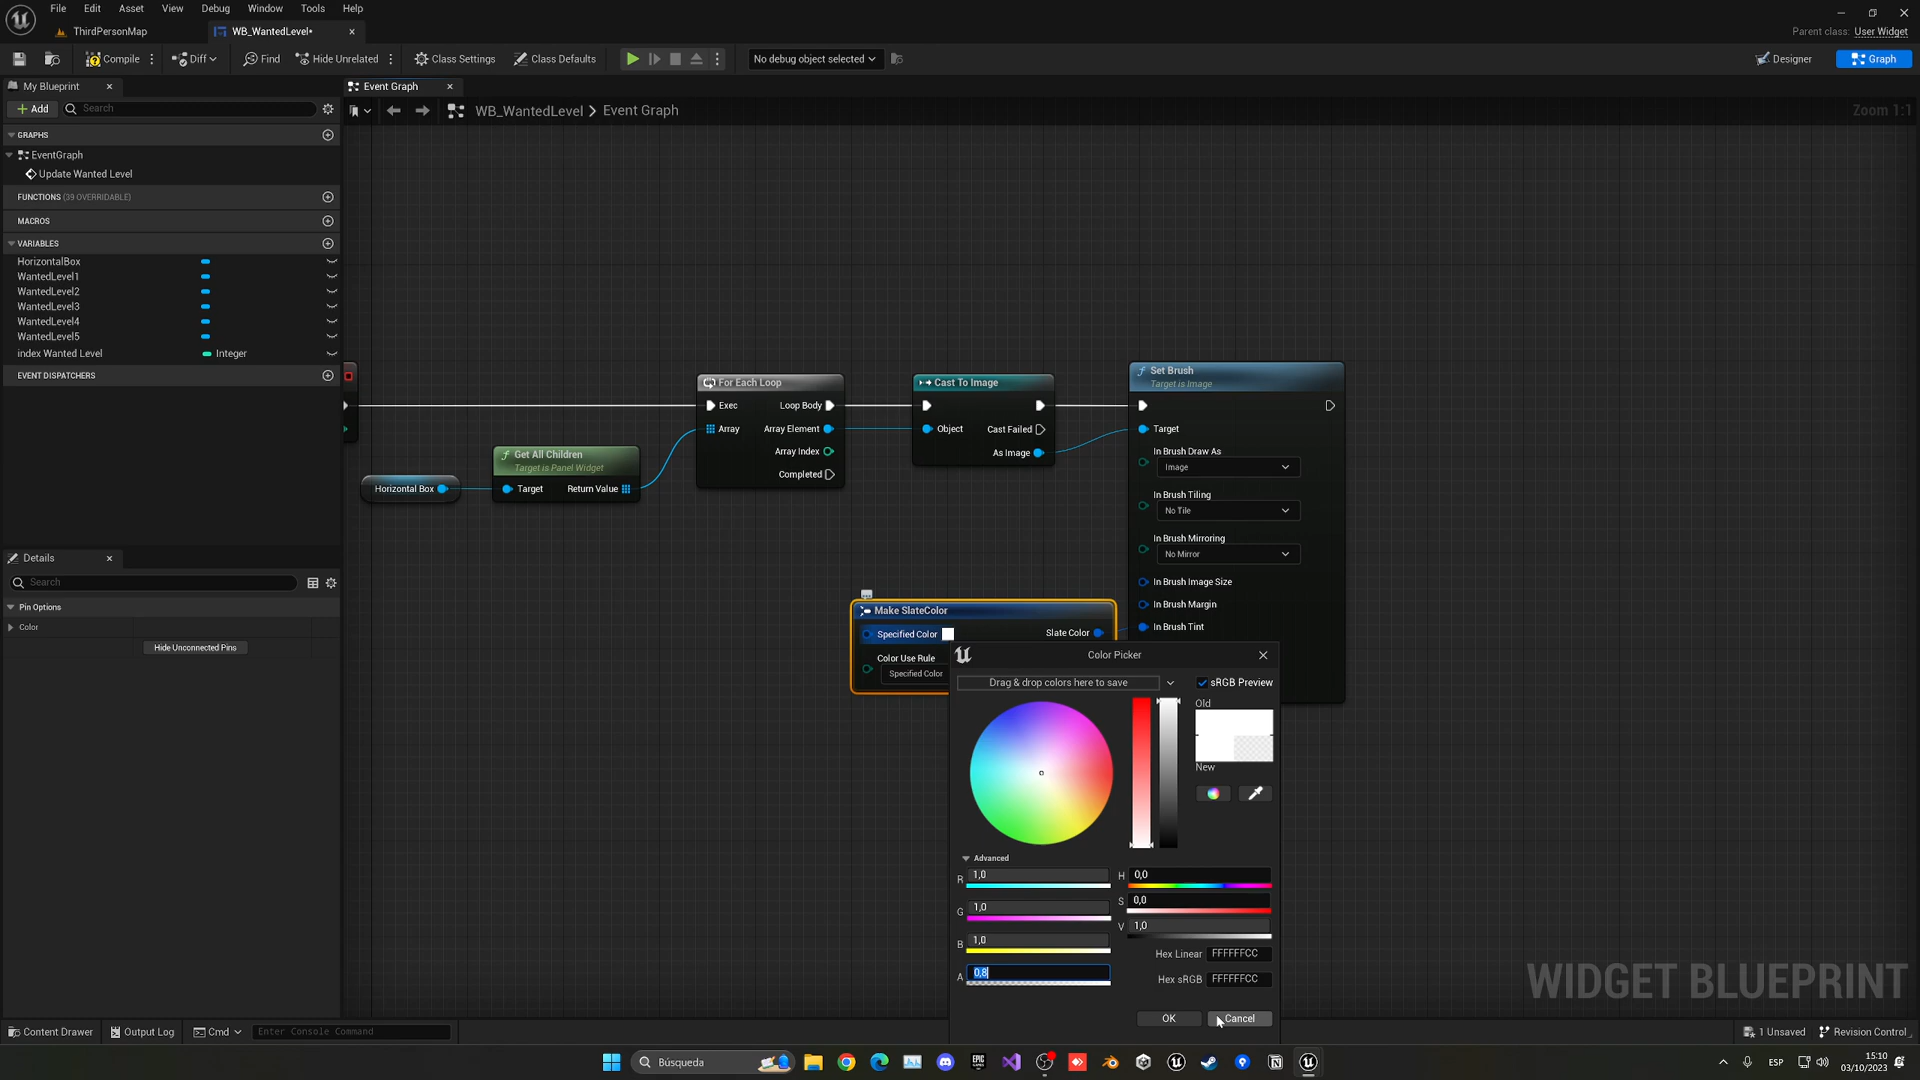 File Edit Asset View Debug Window Tools Help
ThirdPersonMap
WB_WantedLevel*
Parent class: User Widget
Compile
Diff
Find
Hide Unrelated
Class Settings
Class Defaults
No debug object selected
Designer
Graph
My Blueprint
Event Graph
Add
Search
WB_WantedLevel > Event Graph
Zoom 1:1
GRAPHS
EventGraph
Update Wanted Level
FUNCTIONS (39 OVERRIDABLE)
MACROS
VARIABLES
HorizontalBox
WantedLevel1
WantedLevel2
WantedLevel3
WantedLevel4
WantedLevel5
index Wanted Level Integer
EVENT DISPATCHERS
Details
Search
Pin Options
Color
Hide Unconnected Pins
Horizontal Box
Get All Children
Target is Panel Widget
Target Return Value
For Each Loop
Exec Loop Body
Array Array Element
Array Index
Completed
Cast To Image
Object Cast Failed
As Image
Set Brush
Target is Image
Target
In Brush Draw As
Image
In Brush Tiling
No Tile
In Brush Mirroring
No Mirror
In Brush Image Size
In Brush Margin
In Brush Tint
Make SlateColor
Specified Color Slate Color
Color Use Rule
Specified Color
Color Picker
Drag & drop colors here to save
sRGB Preview
Old
New
Advanced
R 1,0
G 1,0
B 1,0
A 0,8
H 0,0
S 0,0
V 1,0
Hex Linear FFFFFFCC
Hex sRGB FFFFFFCC
OK Cancel
WIDGET BLUEPRINT
Content Drawer
Output Log
Cmd
Enter Console Command
1 Unsaved
Revision Control
Búsqueda
ESP
15:10
03/10/2023